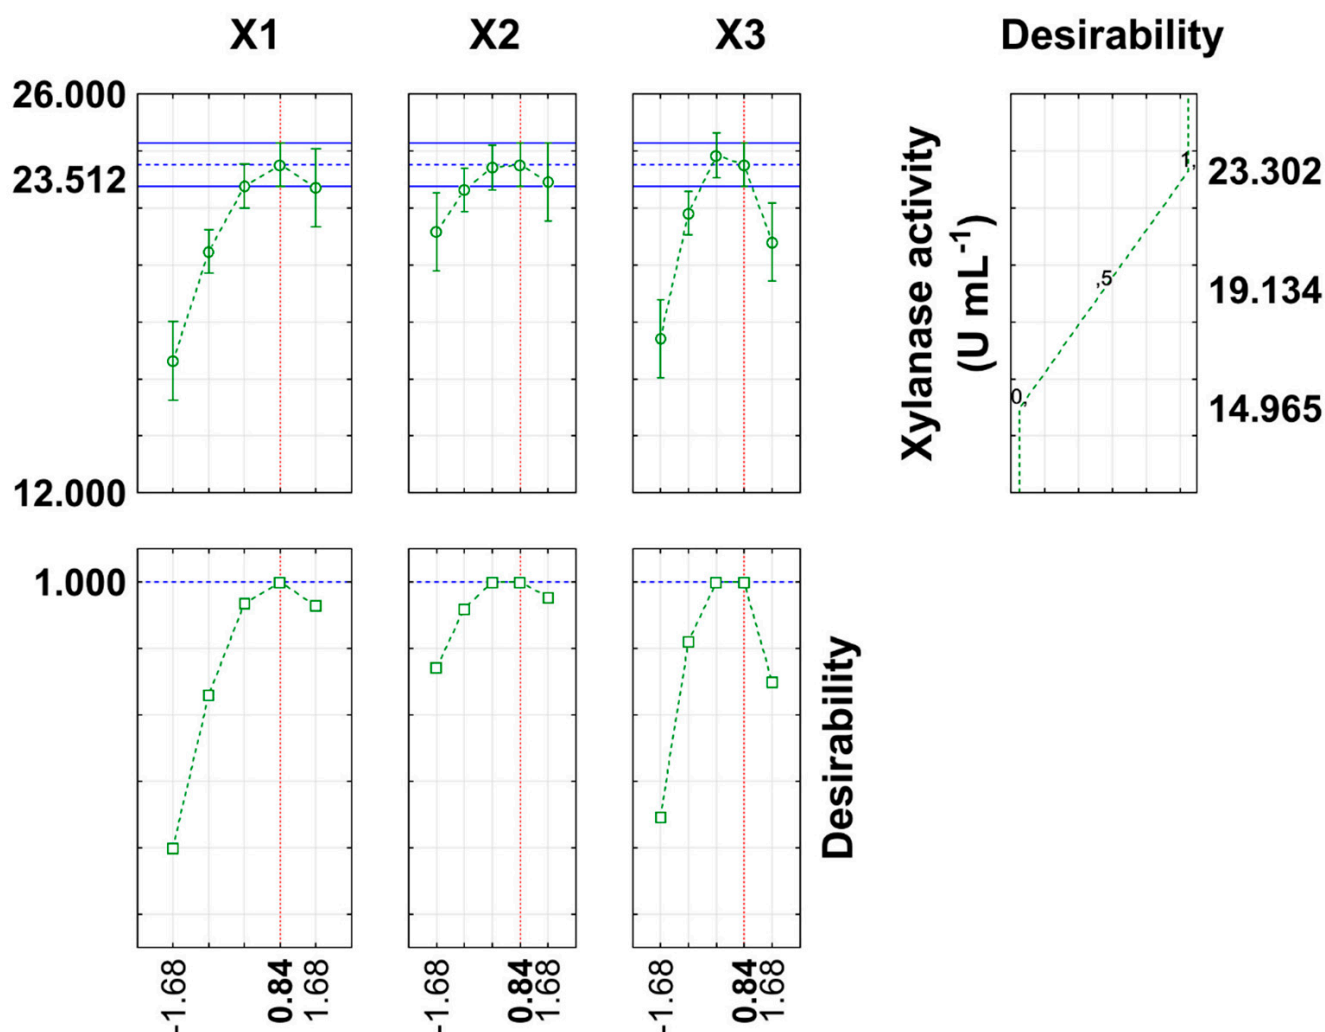 X1 X2 X3 Desirability
26.000
23.512
12.000
Xylanase activity
(U mL-1)
1,
,5
0,
23.302
19.134
14.965
1.000
Desirability
-1.68 0.84 1.68
-1.68 0.84 1.68
-1.68 0.84 1.68